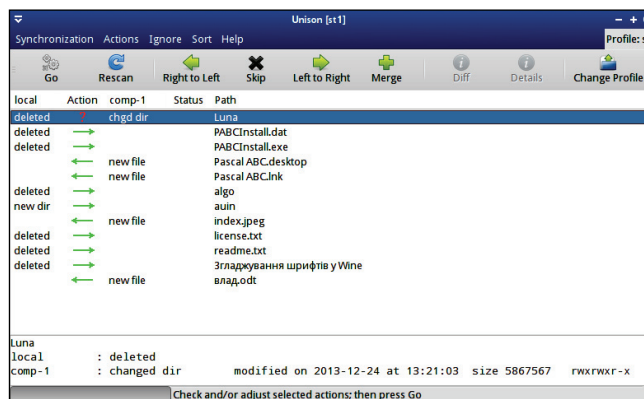 Unison [st1]
Synchronization Actions Ignore Sort Help Profile: s
Go Rescan Right to Left Skip Left to Right Merge Diff Details Change Profile
local Action comp-1 Status Path
deleted ? chgd dir Luna
deleted PABCInstall.dat
deleted PABCInstall.exe
new file Pascal ABC.desktop
new file Pascal ABC.lnk
deleted algo
new dir auin
new file index.jpeg
deleted license.txt
deleted readme.txt
deleted Згладжування шрифтів у Wine
new file влад.odt
Luna
local : deleted
comp-1 : changed dir modified on 2013-12-24 at 13:21:03 size 5867567 rwxrwxr-x
Check and/or adjust selected actions; then press Go